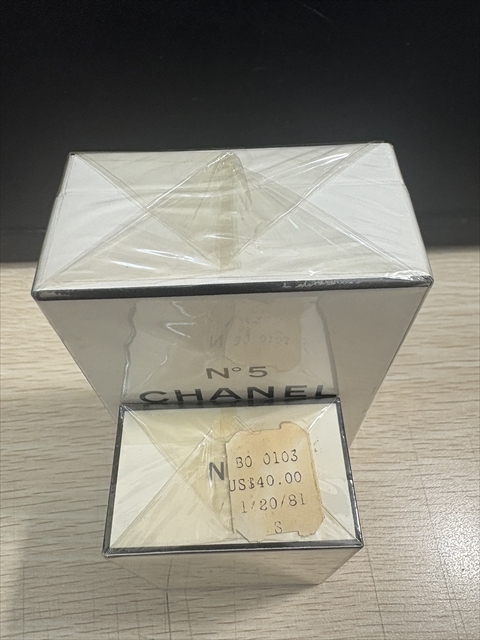 N°5
CHANEL
N
BO 0103
US$40.00
1/20/81
S